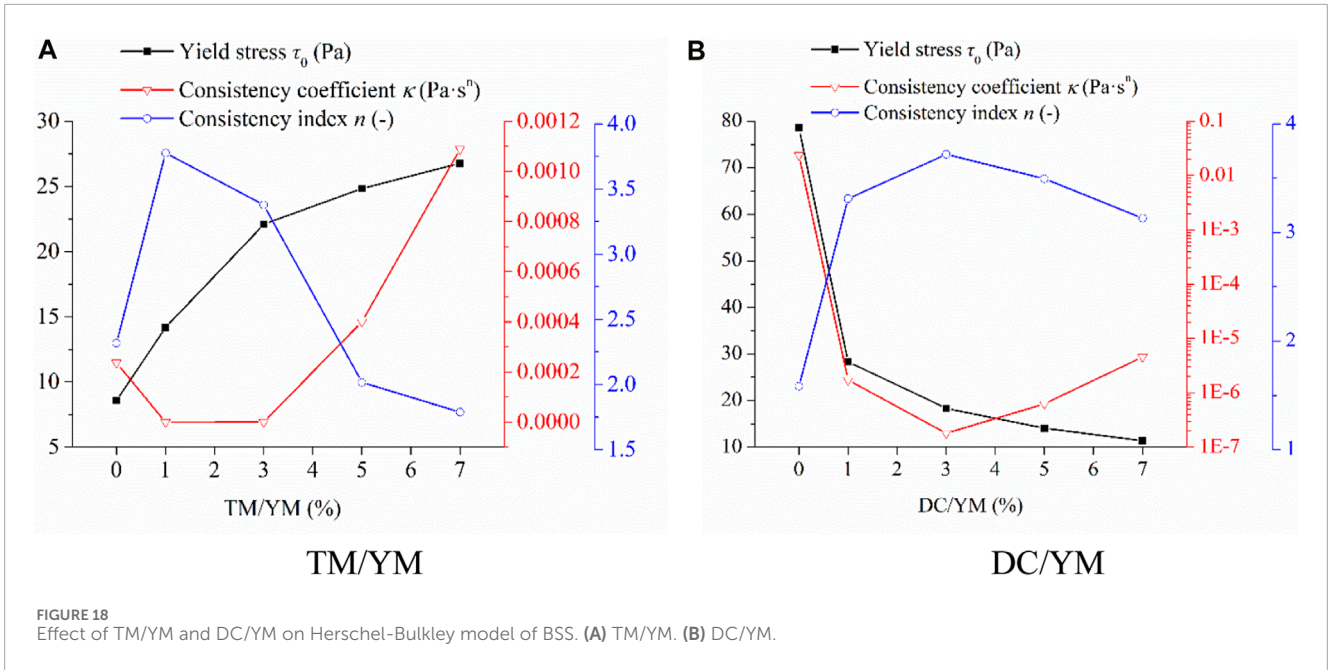 A
Yield stress τ₀ (Pa)
Consistency coefficient κ (Pa·sⁿ)
Consistency index n (-)
30
25
20
15
10
5
0.0012
0.0010
0.0008
0.0006
0.0004
0.0002
0.0000
4.0
3.5
3.0
2.5
2.0
1.5
0 1 2 3 4 5 6 7
TM/YM (%)
TM/YM
B
Yield stress τ₀ (Pa)
Consistency coefficient κ (Pa·sⁿ)
Consistency index n (-)
80
70
60
50
40
30
20
10
0.1
0.01
1E-3
1E-4
1E-5
1E-6
1E-7
4
3
2
1
0 1 2 3 4 5 6 7
DC/YM (%)
DC/YM
FIGURE 18
Effect of TM/YM and DC/YM on Herschel-Bulkley model of BSS. (A) TM/YM. (B) DC/YM.